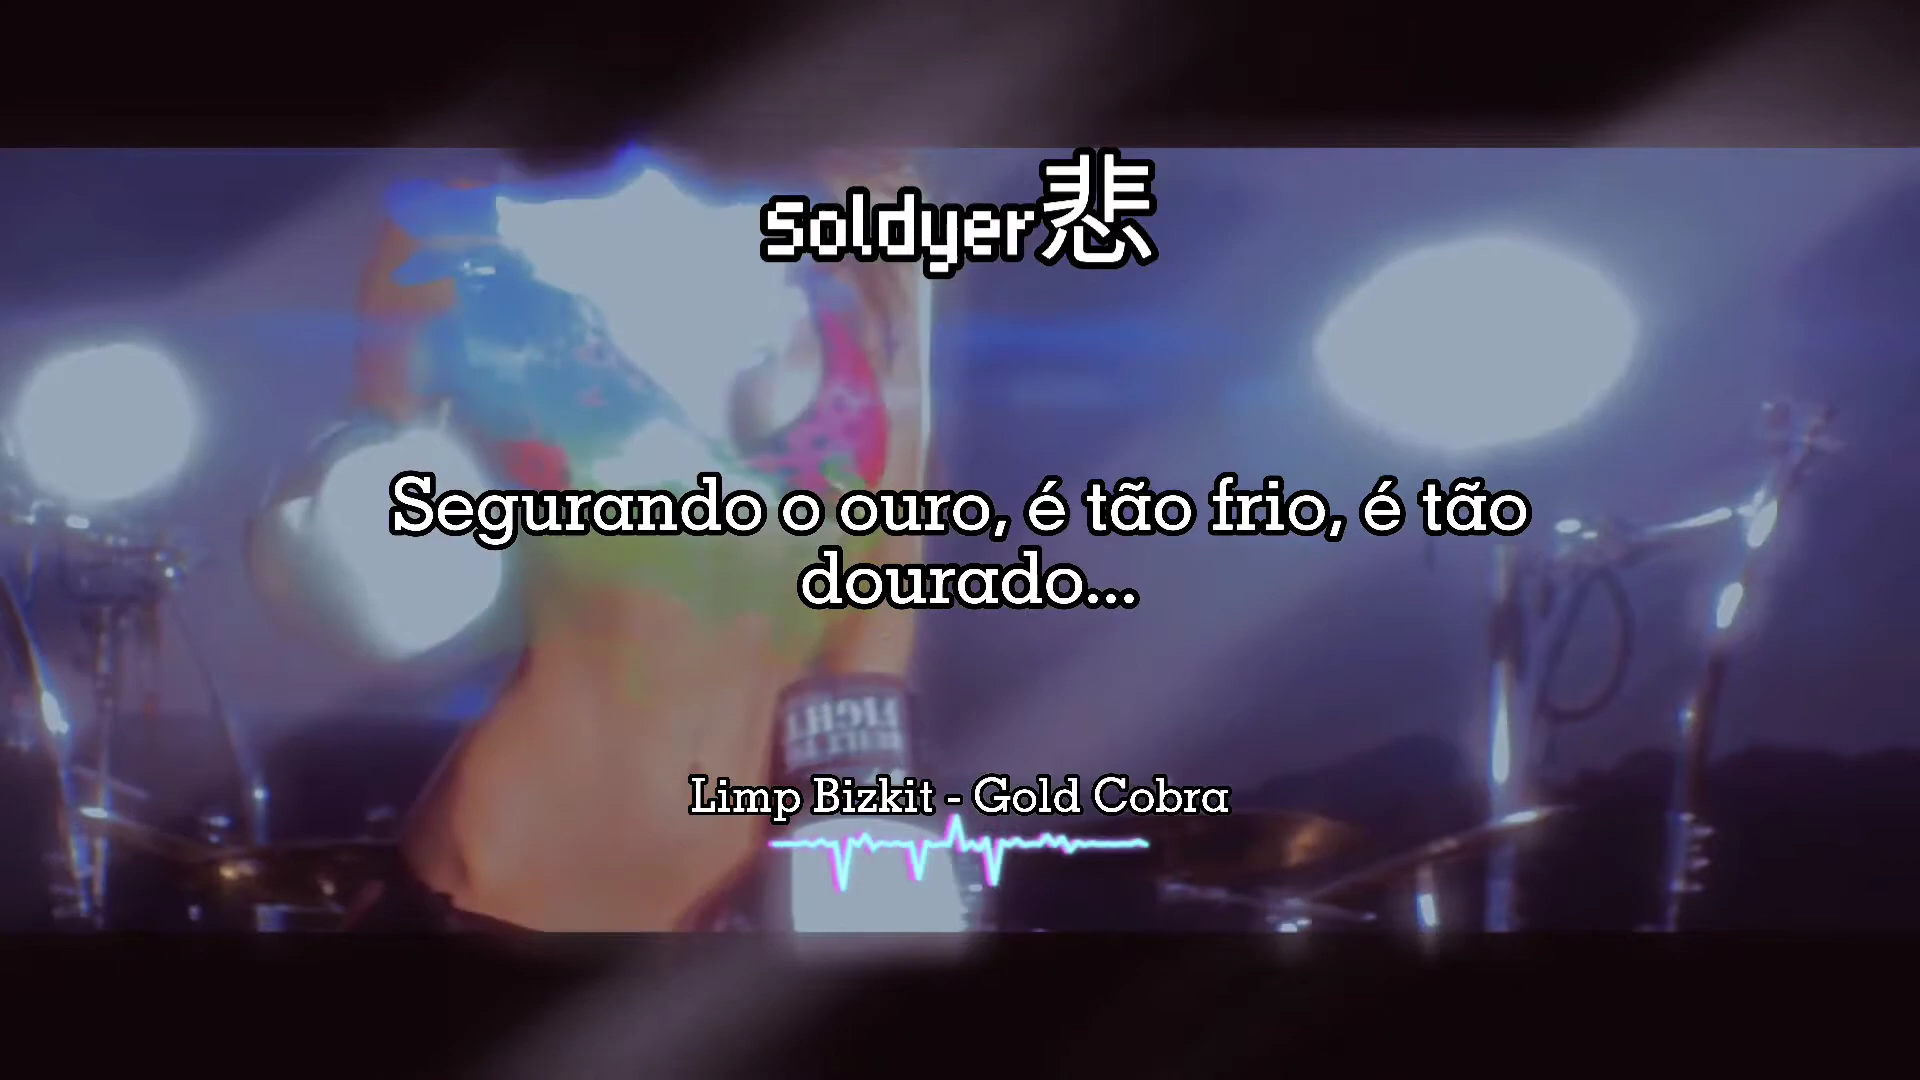 Soldyer悲
Segurando o ouro, é tão frio, é tão
dourado...
Limp Bizkit - Gold Cobra